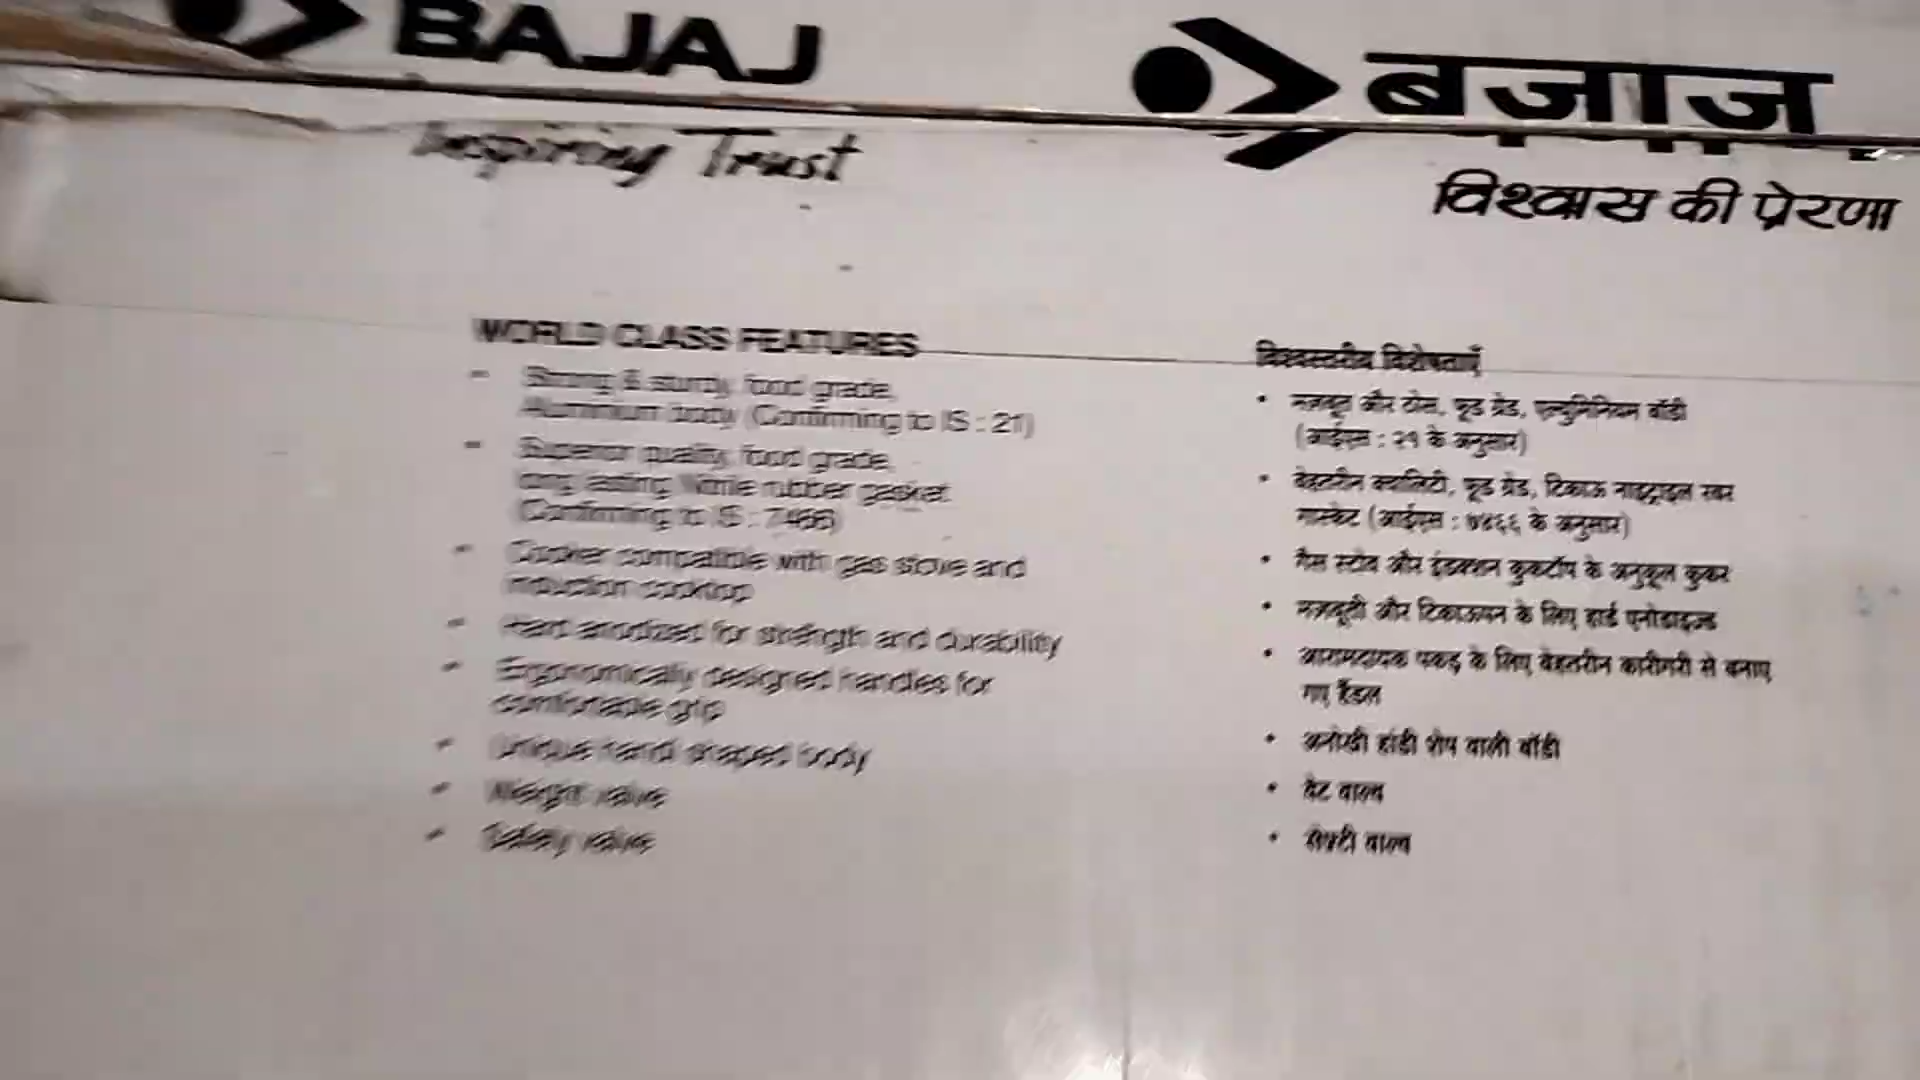 BAJAJ
Inspiring Trust
बजाज
विश्वास की प्रेरणा
WORLD CLASS FEATURES
- Strong & sturdy, food grade,
Aluminium body (Confirming to IS : 21)
- Superior quality, food grade,
long lasting Nitrile rubber gasket
(Confirming to IS : 7466)
- Cooker compatible with gas stove and
induction cooktop
- Hard anodized for strength and durability
- Ergonomically designed handles for
comfortable grip
- Unique handi shaped body
- Weight valve
- Safety valve
विश्वस्तरीय विशेषताएँ
• मज़बूत और ठोस, फूड ग्रेड, एल्युमिनियम बॉडी
(आईएस : २१ के अनुसार)
• बेहतरीन क्वालिटी, फूड ग्रेड, टिकाऊ नाइट्राइल रबर
गास्केट (आईएस : ७४६६ के अनुसार)
• गैस स्टोव और इंडक्शन कुकटॉप के अनुकूल कुकर
• मज़बूती और टिकाऊपन के लिए हार्ड एनोडाइज़्ड
• आरामदायक पकड़ के लिए बेहतरीन कारीगरी से बनाए
गए हैंडल
• अनोखी हांडी शेप वाली बॉडी
• वेट वाल्व
• सेफ्टी वाल्व